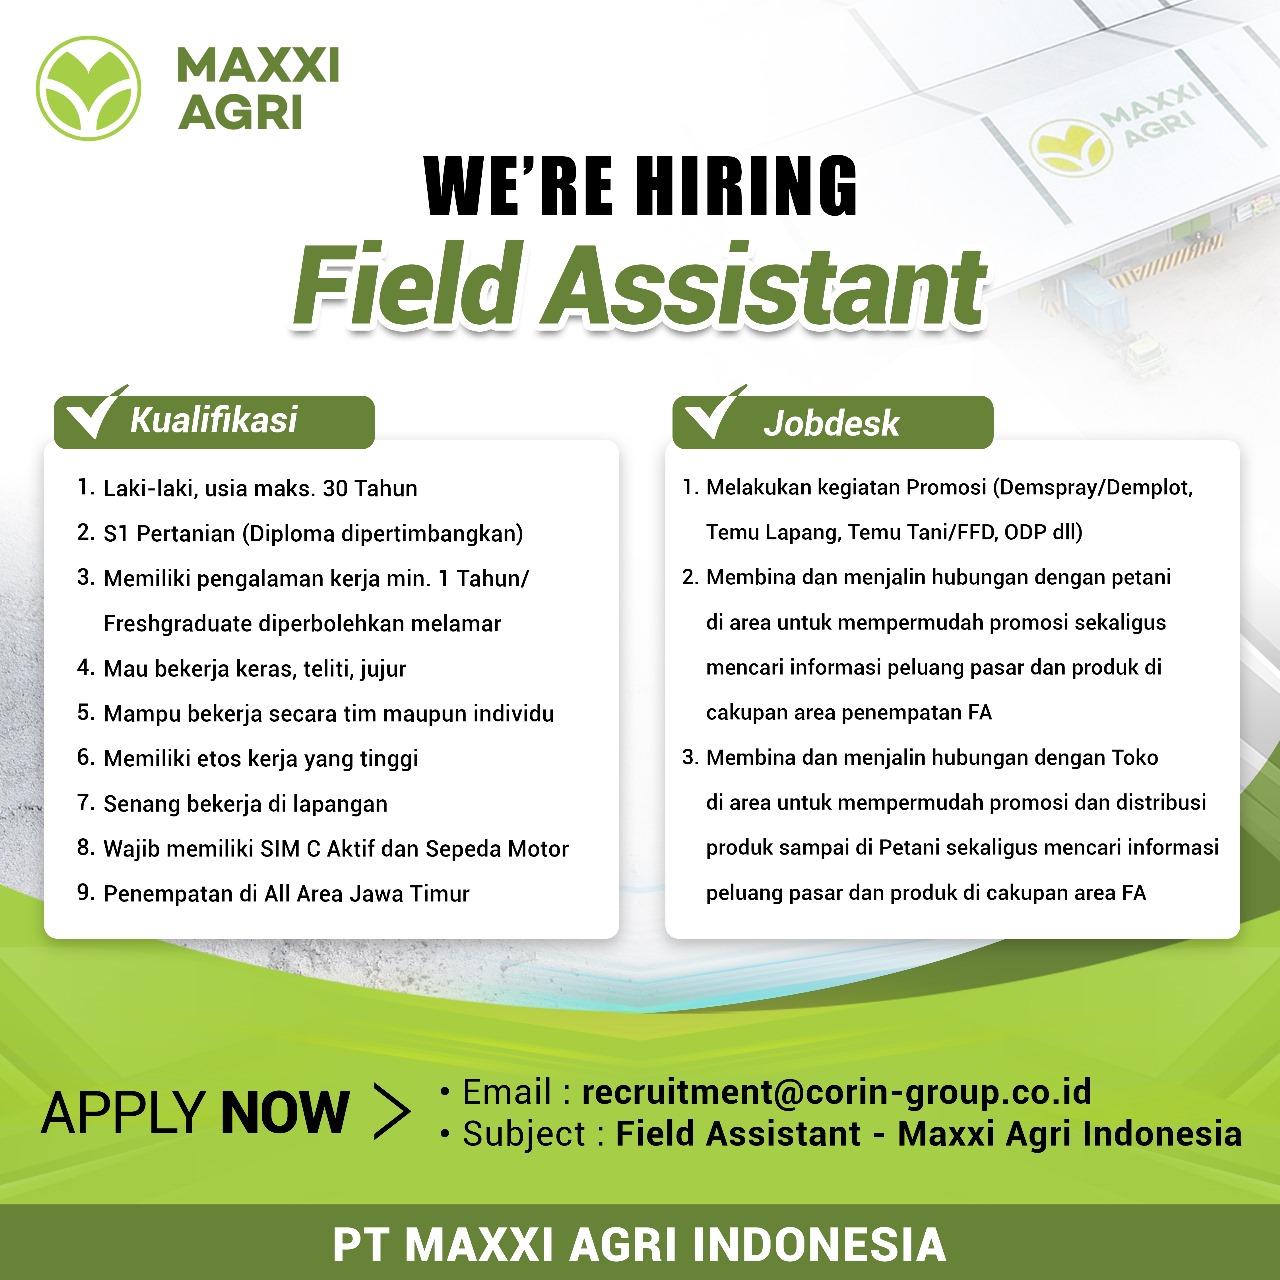 MAXXI
AGRI
MAXXI
AGRI
WE'RE HIRING
Field Assistant
Kualifikasi
1. Laki-laki, usia maks. 30 Tahun
2. S1 Pertanian (Diploma dipertimbangkan)
3. Memiliki pengalaman kerja min. 1 Tahun/
Freshgraduate diperbolehkan melamar
4. Mau bekerja keras, teliti, jujur
5. Mampu bekerja secara tim maupun individu
6. Memiliki etos kerja yang tinggi
7. Senang bekerja di lapangan
8. Wajib memiliki SIM C Aktif dan Sepeda Motor
9. Penempatan di All Area Jawa Timur
Jobdesk
1. Melakukan kegiatan Promosi (Demspray/Demplot,
Temu Lapang, Temu Tani/FFD, ODP dll)
2. Membina dan menjalin hubungan dengan petani
di area untuk mempermudah promosi sekaligus
mencari informasi peluang pasar dan produk di
cakupan area penempatan FA
3. Membina dan menjalin hubungan dengan Toko
di area untuk mempermudah promosi dan distribusi
produk sampai di Petani sekaligus mencari informasi
peluang pasar dan produk di cakupan area FA
APPLY NOW
• Email : recruitment@corin-group.co.id
• Subject : Field Assistant - Maxxi Agri Indonesia
PT MAXXI AGRI INDONESIA